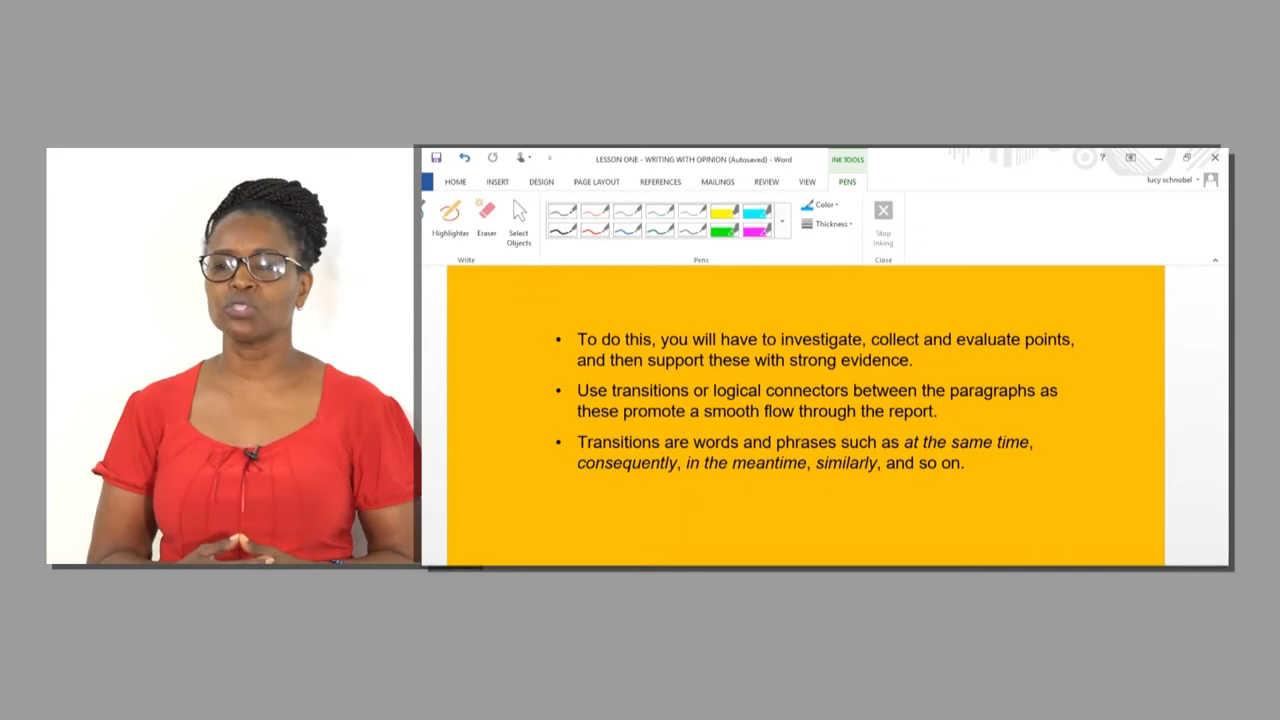 LESSON ONE - WRITING WITH OPINION (Autosaved) - Word
INK TOOLS
?
HOME INSERT DESIGN PAGE LAYOUT REFERENCES MAILINGS REVIEW VIEW PENS
lucy schnobel
Highlighter Eraser Select Objects
Color
Thickness
Stop Inking
Write Pens Close
• To do this, you will have to investigate, collect and evaluate points,
and then support these with strong evidence.
• Use transitions or logical connectors between the paragraphs as
these promote a smooth flow through the report.
• Transitions are words and phrases such as at the same time,
consequently, in the meantime, similarly, and so on.